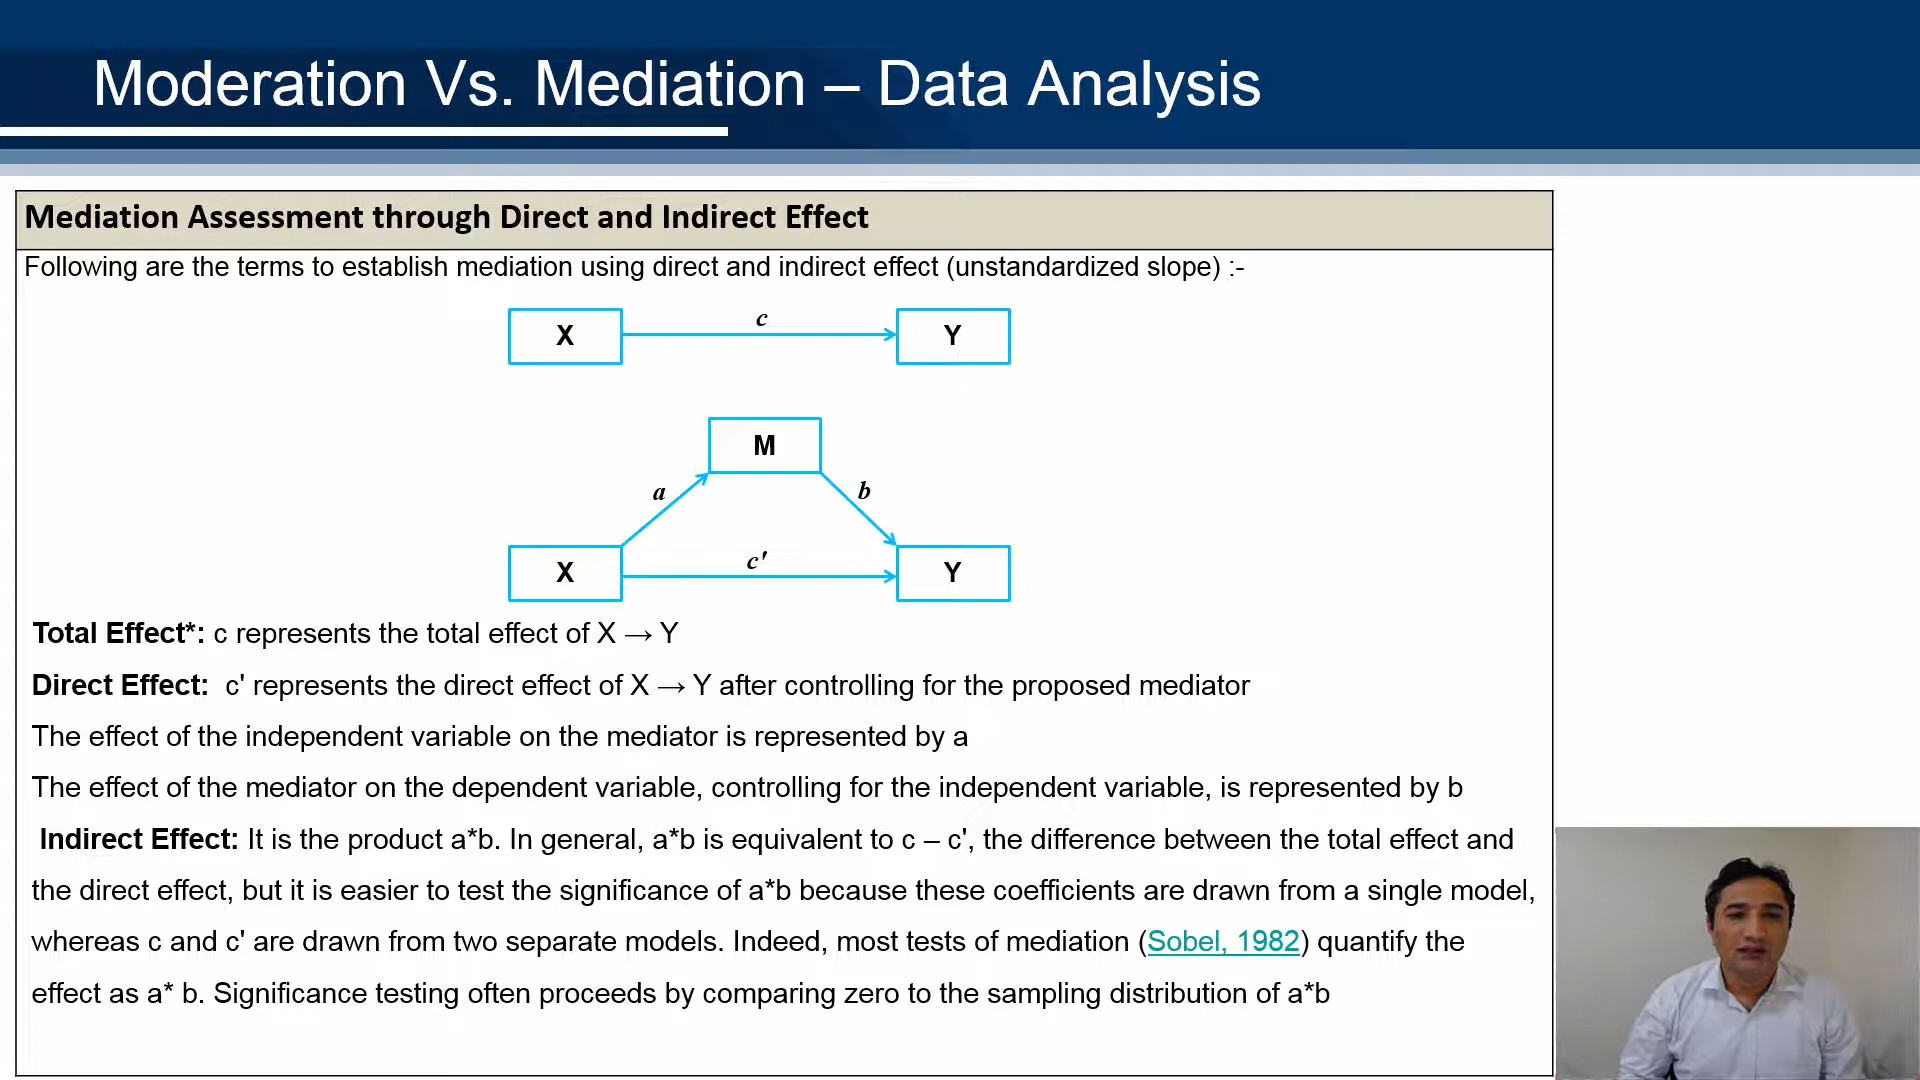 Moderation Vs. Mediation – Data Analysis
Mediation Assessment through Direct and Indirect Effect
Following are the terms to establish mediation using direct and indirect effect (unstandardized slope) :-
X
c
Y
M
a
b
X
c'
Y
Total Effect*: c represents the total effect of X → Y
Direct Effect: c' represents the direct effect of X → Y after controlling for the proposed mediator
The effect of the independent variable on the mediator is represented by a
The effect of the mediator on the dependent variable, controlling for the independent variable, is represented by b
Indirect Effect: It is the product a*b. In general, a*b is equivalent to c – c', the difference between the total effect and
the direct effect, but it is easier to test the significance of a*b because these coefficients are drawn from a single model,
whereas c and c' are drawn from two separate models. Indeed, most tests of mediation (Sobel, 1982) quantify the
effect as a* b. Significance testing often proceeds by comparing zero to the sampling distribution of a*b